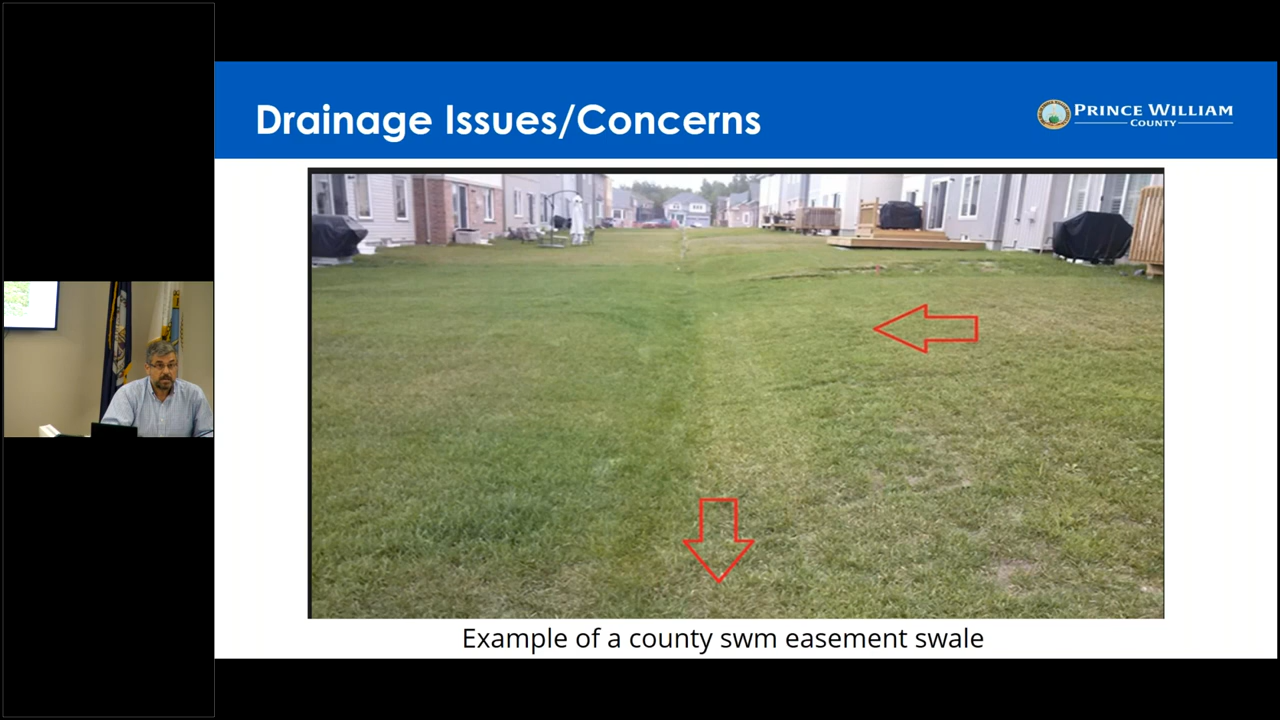 Drainage Issues/Concerns
PRINCE WILLIAM
COUNTY
Example of a county swm easement swale